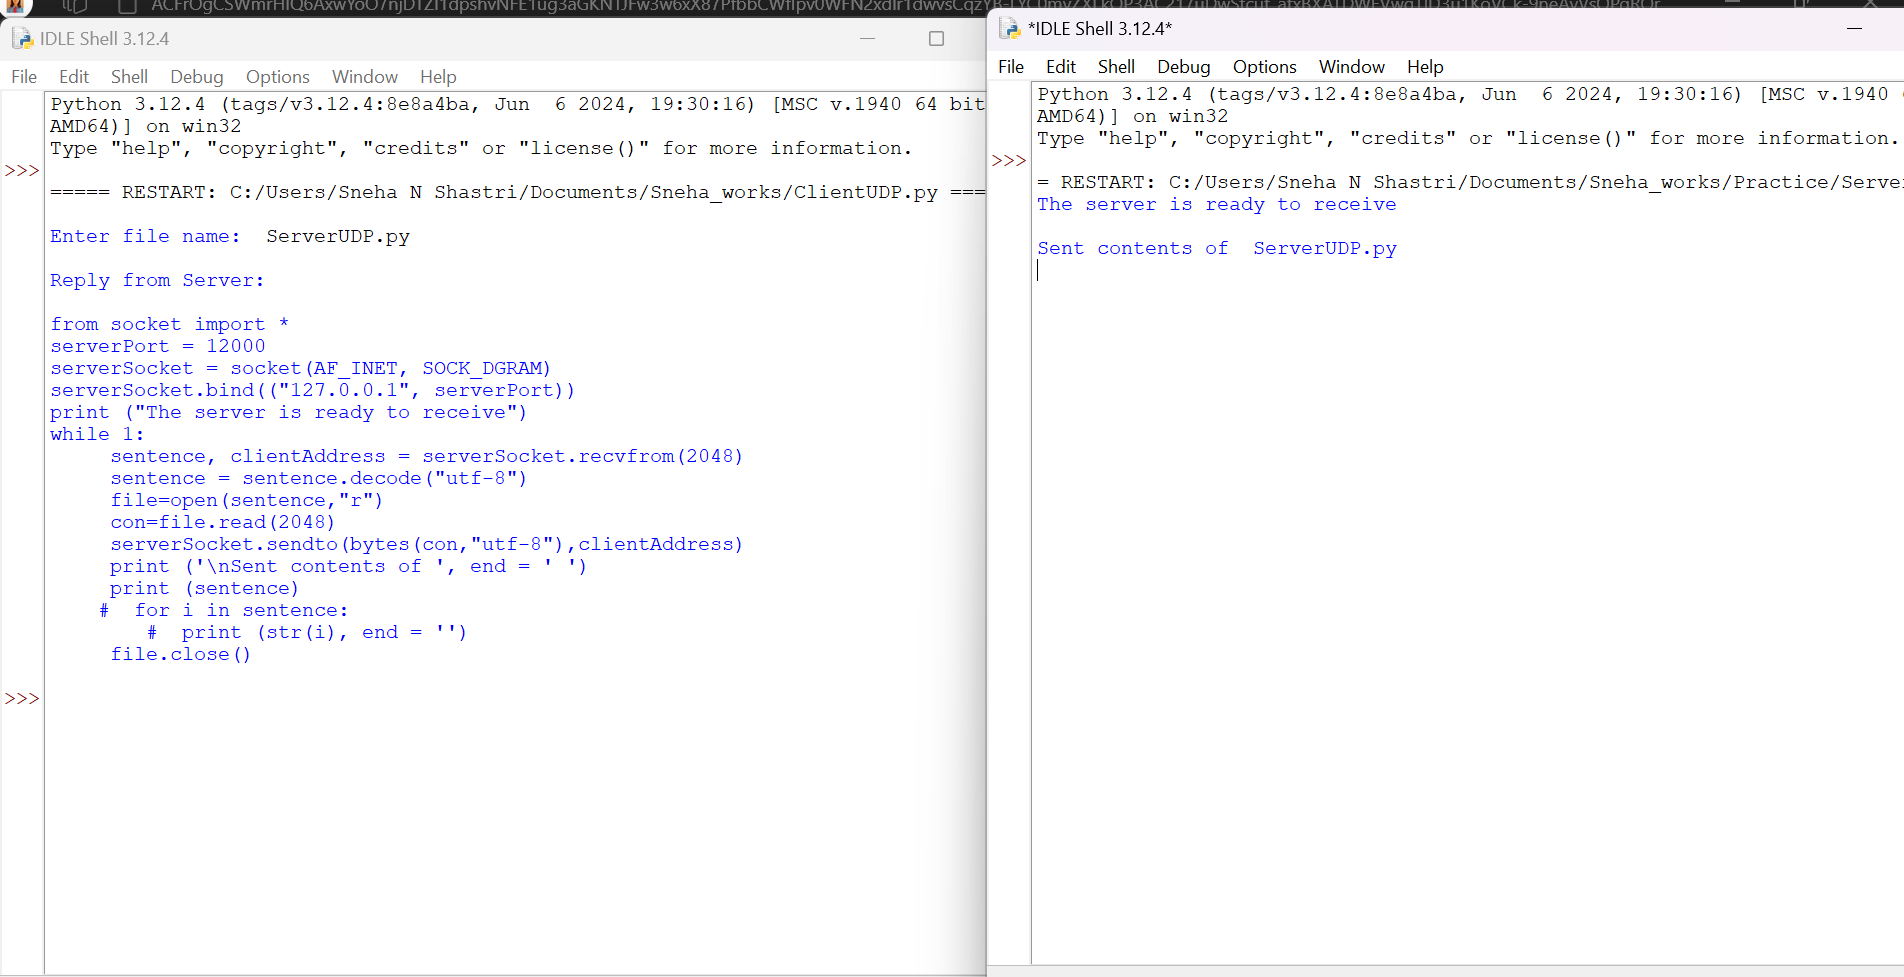 IDLE Shell 3.12.4
File Edit Shell Debug Options Window Help
Python 3.12.4 (tags/v3.12.4:8e8a4ba, Jun  6 2024, 19:30:16) [MSC v.1940 64 bit
AMD64)] on win32
Type "help", "copyright", "credits" or "license()" for more information.
>>>
===== RESTART: C:/Users/Sneha N Shastri/Documents/Sneha_works/ClientUDP.py ===
Enter file name:  ServerUDP.py
Reply from Server:
from socket import *
serverPort = 12000
serverSocket = socket(AF_INET, SOCK_DGRAM)
serverSocket.bind(("127.0.0.1", serverPort))
print ("The server is ready to receive")
while 1:
     sentence, clientAddress = serverSocket.recvfrom(2048)
     sentence = sentence.decode("utf-8")
     file=open(sentence,"r")
     con=file.read(2048)
     serverSocket.sendto(bytes(con,"utf-8"),clientAddress)
     print ('\nSent contents of ', end = ' ')
     print (sentence)
    #  for i in sentence:
        #  print (str(i), end = '')
     file.close()
>>>
*IDLE Shell 3.12.4*
File Edit Shell Debug Options Window Help
Python 3.12.4 (tags/v3.12.4:8e8a4ba, Jun  6 2024, 19:30:16) [MSC v.1940
AMD64)] on win32
Type "help", "copyright", "credits" or "license()" for more information.
>>>
= RESTART: C:/Users/Sneha N Shastri/Documents/Sneha_works/Practice/Serve
The server is ready to receive
Sent contents of  ServerUDP.py